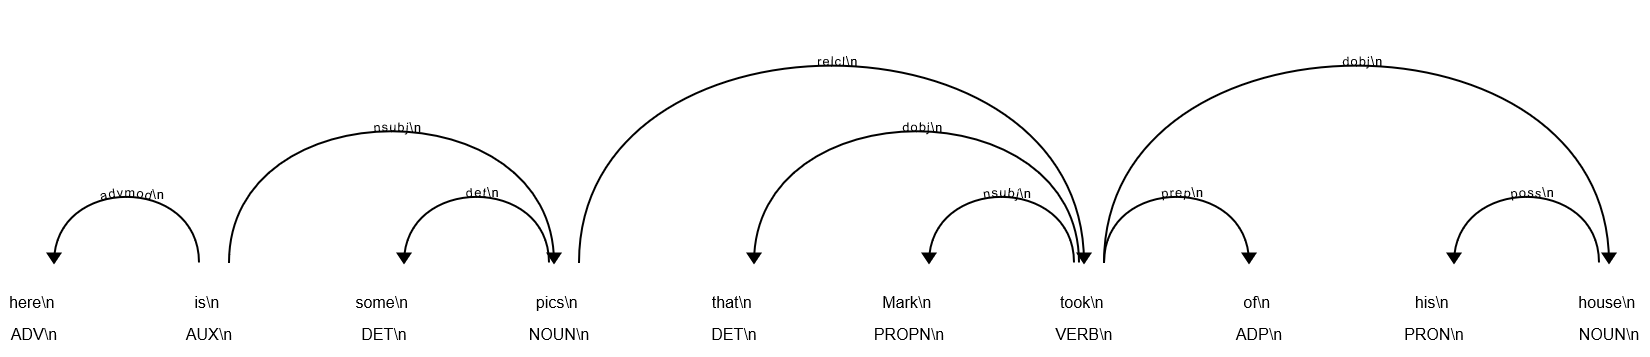 relcl\n dobj\n
nsubj\n dobj\n
advmod\n det\n nsubj\n prep\n poss\n
here\n is\n some\n pics\n that\n Mark\n took\n of\n his\n house\n
ADV\n AUX\n DET\n NOUN\n DET\n PROPN\n VERB\n ADP\n PRON\n NOUN\n